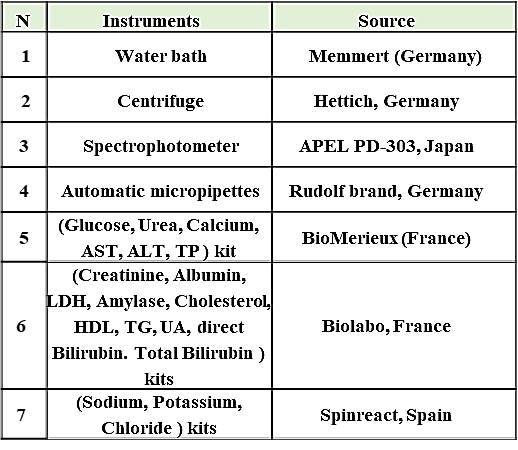 N Instruments Source
1 Water bath Memmert (Germany)
2 Centrifuge Hettich, Germany
3 Spectrophotometer APEL PD-303, Japan
4 Automatic micropipettes Rudolf brand, Germany
5 (Glucose, Urea, Calcium,
AST, ALT, TP ) kit BioMerieux (France)
6 (Creatinine, Albumin,
LDH, Amylase, Cholesterol,
HDL, TG, UA, direct
Bilirubin. Total Bilirubin )
kits Biolabo, France
7 (Sodium, Potassium,
Chloride ) kits Spinreact, Spain